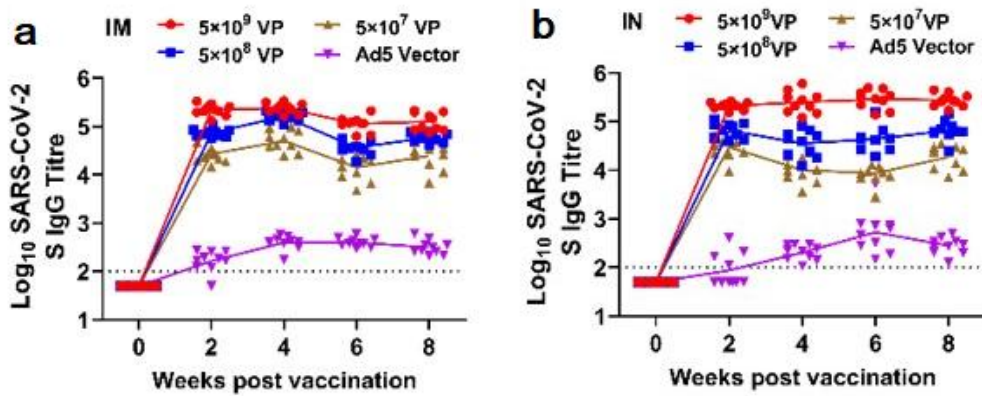 a
IM
5×10⁹ VP
5×10⁷ VP
5×10⁸ VP
Ad5 Vector
Log₁₀ SARS-CoV-2
S IgG Titre
6
5
4
3
2
1
0 2 4 6 8
Weeks post vaccination
b
IN
5×10⁹VP
5×10⁷VP
5×10⁸VP
Ad5 Vector
Log₁₀ SARS-CoV-2
S IgG Titre
6
5
4
3
2
1
0 2 4 6 8
Weeks post vaccination